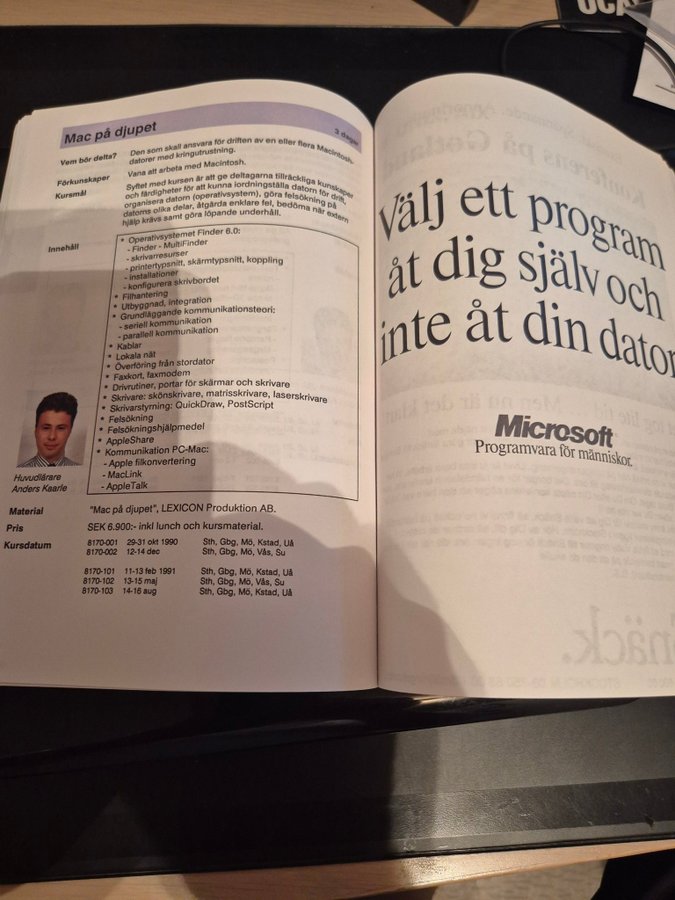 Mac på djupet
3 dagar
Vem bör delta?
Den som skall ansvara för driften av en eller flera Macintosh-
datorer med kringutrustning.
Förkunskaper
Vana att arbeta med Macintosh.
Kursmål
Syftet med kursen är att ge deltagarna tillräckliga kunskaper
och färdigheter för att kunna iordningställa datorn för drift,
organisera datorn (operativsystem), göra felsökning på
datorns olika delar, åtgärda enklare fel, bedöma när extern
hjälp krävs samt göra löpande underhåll.
Innehåll
* Operativsystemet Finder 6.0:
- Finder - MultiFinder
- skrivarresurser
- printertypsnitt, skärmtypsnitt, koppling
- installationer
- konfigurera skrivbordet
* Filhantering
* Utbyggnad, integration
* Grundläggande kommunikationsteori:
- seriell kommunikation
- parallell kommunikation
* Kablar
* Lokala nät
* Överföring från stordator
* Faxkort, faxmodem
* Drivrutiner, portar för skärmar och skrivare
* Skrivare: skönskrivare, matrisskrivare, laserskrivare
* Skrivarstyrning: QuickDraw, PostScript
* Felsökning
* Felsökningshjälpmedel
* AppleShare
* Kommunikation PC-Mac:
- Apple filkonvertering
- MacLink
- AppleTalk
Huvudlärare
Anders Kaarle
Material
"Mac på djupet", LEXICON Produktion AB.
Pris
SEK 6.900:- inkl lunch och kursmaterial.
Kursdatum
8170-001 29-31 okt 1990 Sth, Gbg, Mö, Kstad, Uå
8170-002 12-14 dec Sth, Gbg, Mö, Vås, Su
8170-101 11-13 feb 1991 Sth, Gbg, Mö, Kstad, Uå
8170-102 13-15 maj Sth, Gbg, Mö, Vås, Su
8170-103 14-16 aug Sth, Gbg, Mö, Kstad, Uå
Välj ett program
åt dig själv och
inte åt din dator
Microsoft
Programvara för människor.